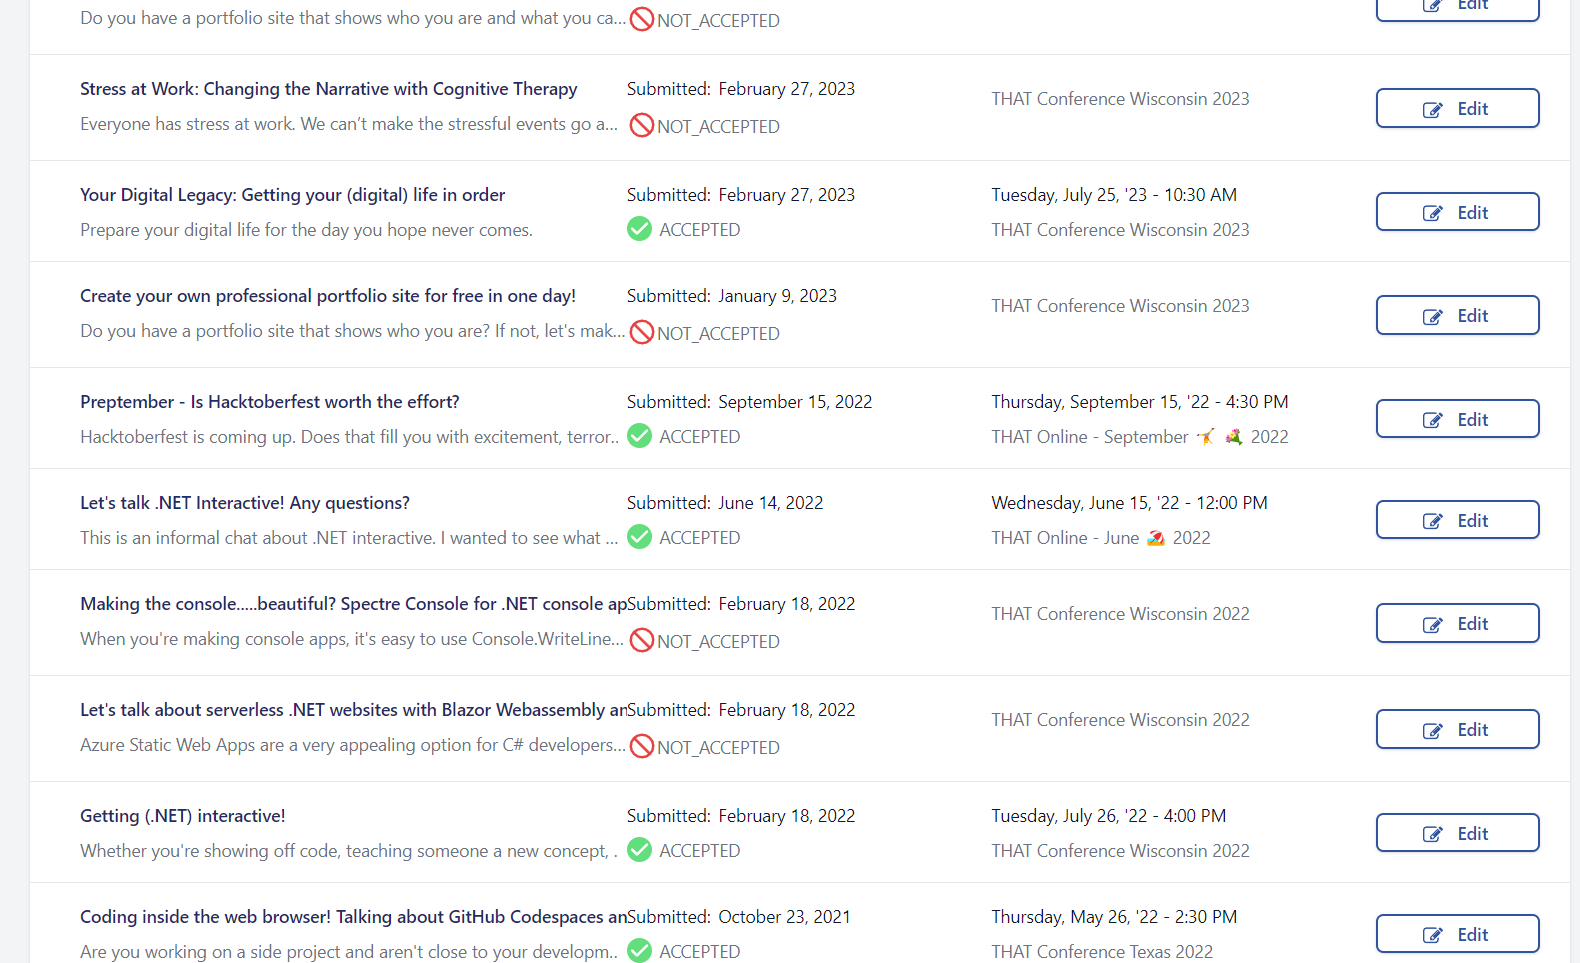 Do you have a portfolio site that shows who you are and what you ca... NOT_ACCEPTED Edit
Stress at Work: Changing the Narrative with Cognitive Therapy Submitted: February 27, 2023
THAT Conference Wisconsin 2023 Edit
Everyone has stress at work. We can’t make the stressful events go a... NOT_ACCEPTED
Your Digital Legacy: Getting your (digital) life in order Submitted: February 27, 2023 Tuesday, July 25, '23 - 10:30 AM
Edit
Prepare your digital life for the day you hope never comes. ACCEPTED THAT Conference Wisconsin 2023
Create your own professional portfolio site for free in one day! Submitted: January 9, 2023
THAT Conference Wisconsin 2023 Edit
Do you have a portfolio site that shows who you are? If not, let's mak... NOT_ACCEPTED
Preptember - Is Hacktoberfest worth the effort? Submitted: September 15, 2022 Thursday, September 15, '22 - 4:30 PM
Edit
Hacktoberfest is coming up. Does that fill you with excitement, terror.. ACCEPTED THAT Online - September 2022
Let's talk .NET Interactive! Any questions? Submitted: June 14, 2022 Wednesday, June 15, '22 - 12:00 PM
Edit
This is an informal chat about .NET interactive. I wanted to see what ... ACCEPTED THAT Online - June 2022
Making the console.....beautiful? Spectre Console for .NET console ap Submitted: February 18, 2022
THAT Conference Wisconsin 2022 Edit
When you're making console apps, it's easy to use Console.WriteLine... NOT_ACCEPTED
Let's talk about serverless .NET websites with Blazor Webassembly an Submitted: February 18, 2022
THAT Conference Wisconsin 2022 Edit
Azure Static Web Apps are a very appealing option for C# developers... NOT_ACCEPTED
Getting (.NET) interactive! Submitted: February 18, 2022 Tuesday, July 26, '22 - 4:00 PM
Edit
Whether you're showing off code, teaching someone a new concept, . ACCEPTED THAT Conference Wisconsin 2022
Coding inside the web browser! Talking about GitHub Codespaces an Submitted: October 23, 2021 Thursday, May 26, '22 - 2:30 PM
Edit
Are you working on a side project and aren't close to your developm.. ACCEPTED THAT Conference Texas 2022